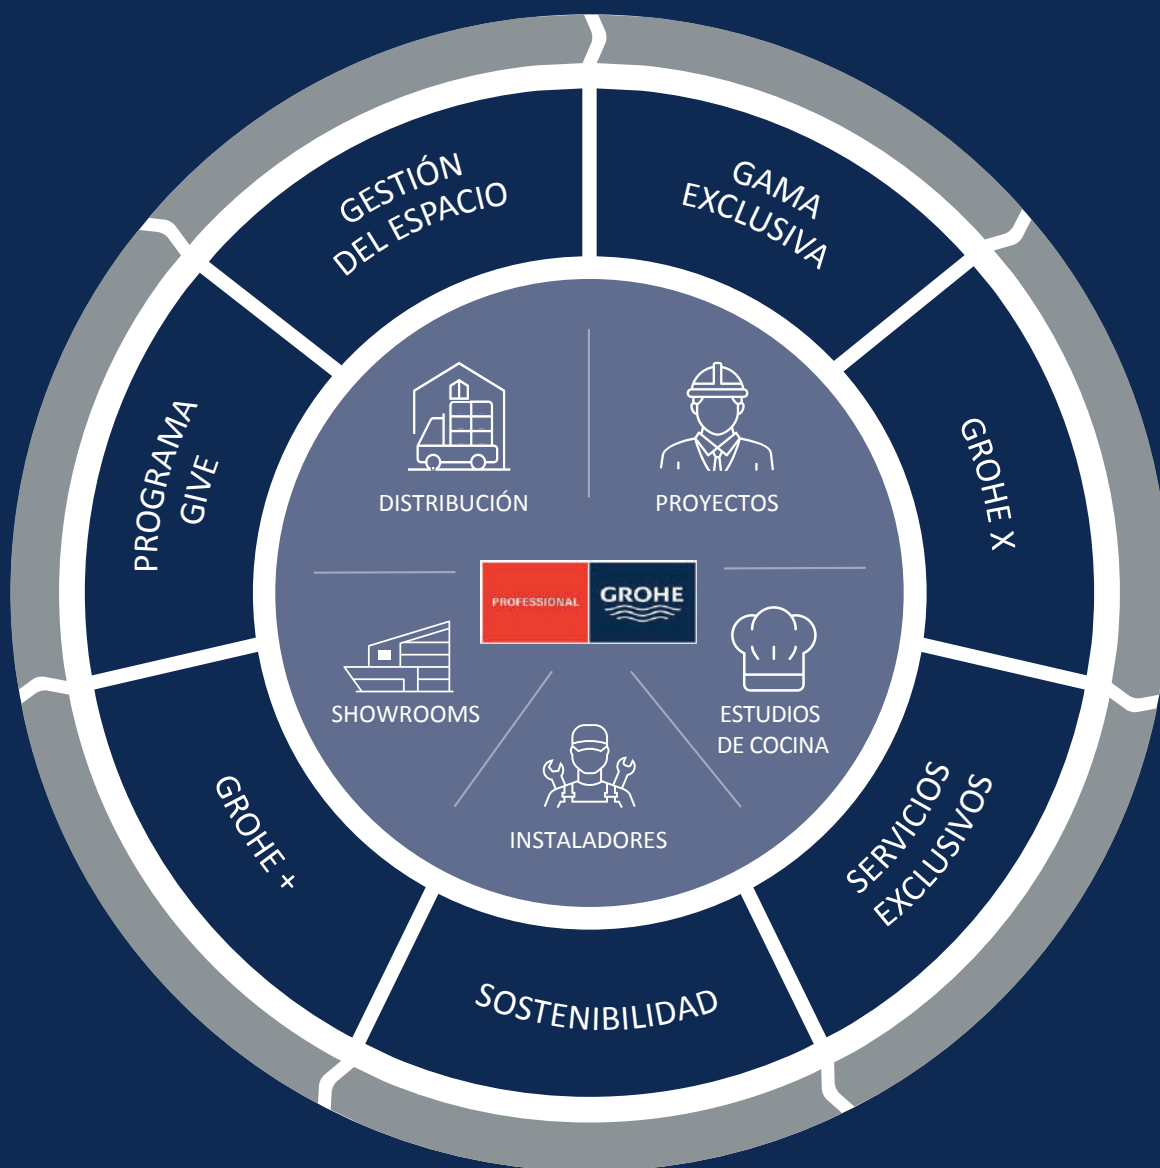 GESTIÓN
DEL ESPACIO
GAMA
EXCLUSIVA
GROHE X
SERVICIOS
EXCLUSIVOS
SOSTENIBILIDAD
GROHE +
PROGRAMA
GIVE
DISTRIBUCIÓN
PROYECTOS
PROFESSIONAL
GROHE
SHOWROOMS
ESTUDIOS
DE COCINA
INSTALADORES